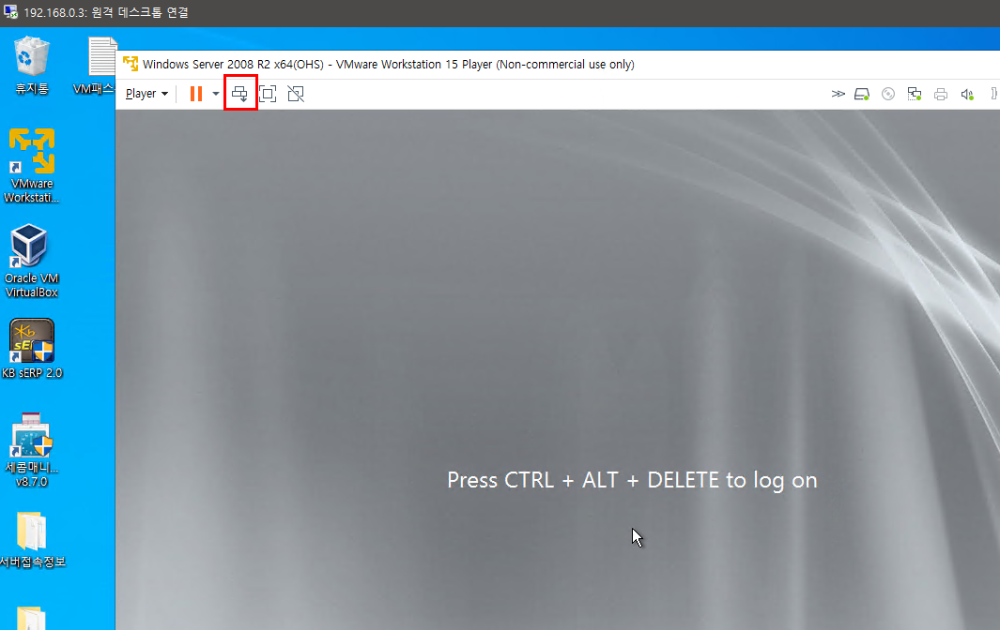 192.168.0.3: 원격 데스크톱 연결
휴지통
VM패스
Windows Server 2008 R2 x64(OHS) - VMware Workstation 15 Player (Non-commercial use only)
Player
VMware
Workstati...
Oracle VM
VirtualBox
KB sERP 2.0
세콤매니...
v8.7.0
서버접속정보
Press CTRL + ALT + DELETE to log on